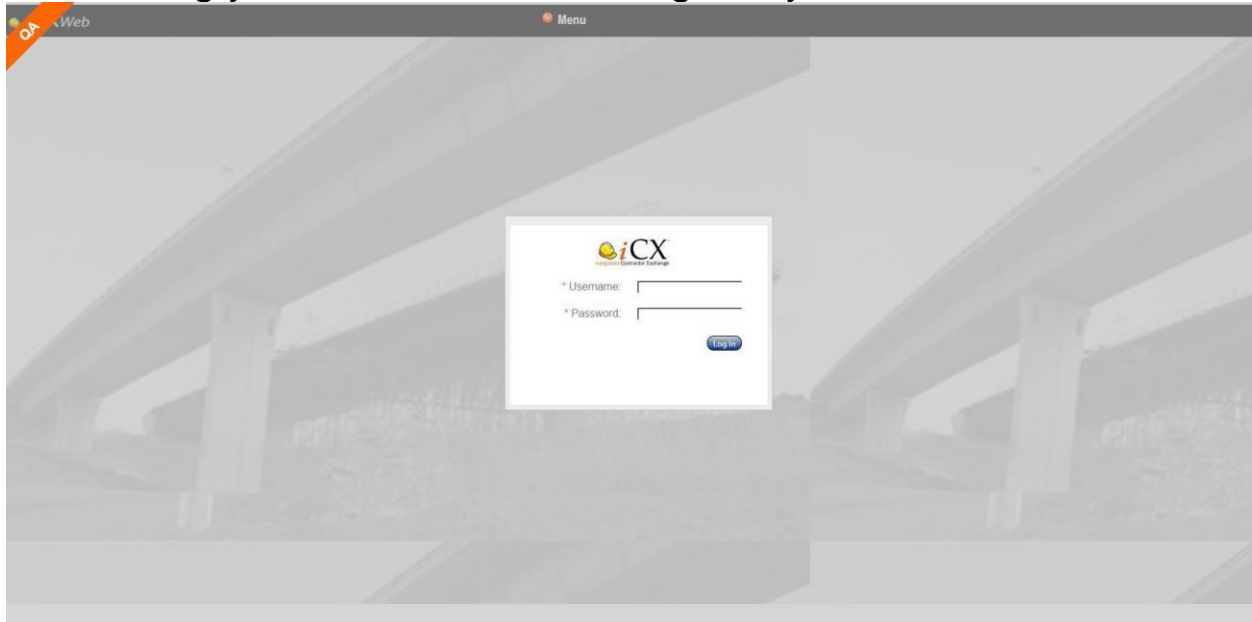 QA
Web
Menu
iCX
Integrated Contractor Exchange
* Username:
* Password:
Log In